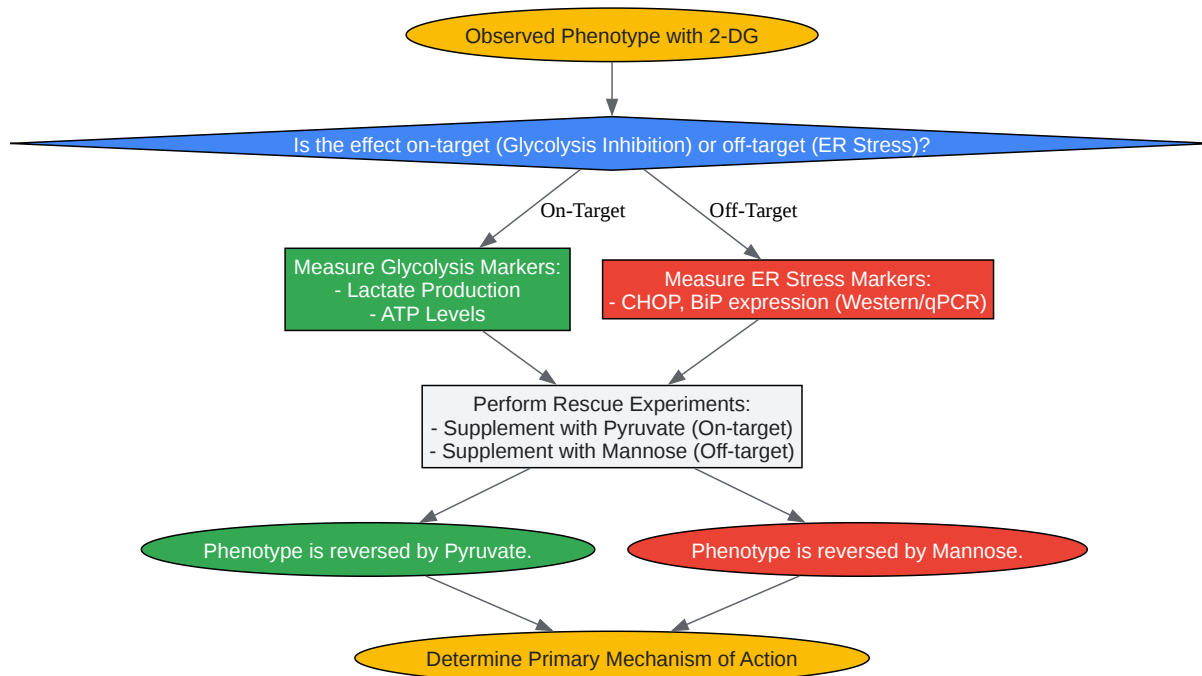 Observed Phenotype with 2-DG
Is the effect on-target (Glycolysis Inhibition) or off-target (ER Stress)?
On-Target
Off-Target
Measure Glycolysis Markers:
- Lactate Production
- ATP Levels
Measure ER Stress Markers:
- CHOP, BiP expression (Western/qPCR)
Perform Rescue Experiments:
- Supplement with Pyruvate (On-target)
- Supplement with Mannose (Off-target)
Phenotype is reversed by Pyruvate.
Phenotype is reversed by Mannose.
Determine Primary Mechanism of Action